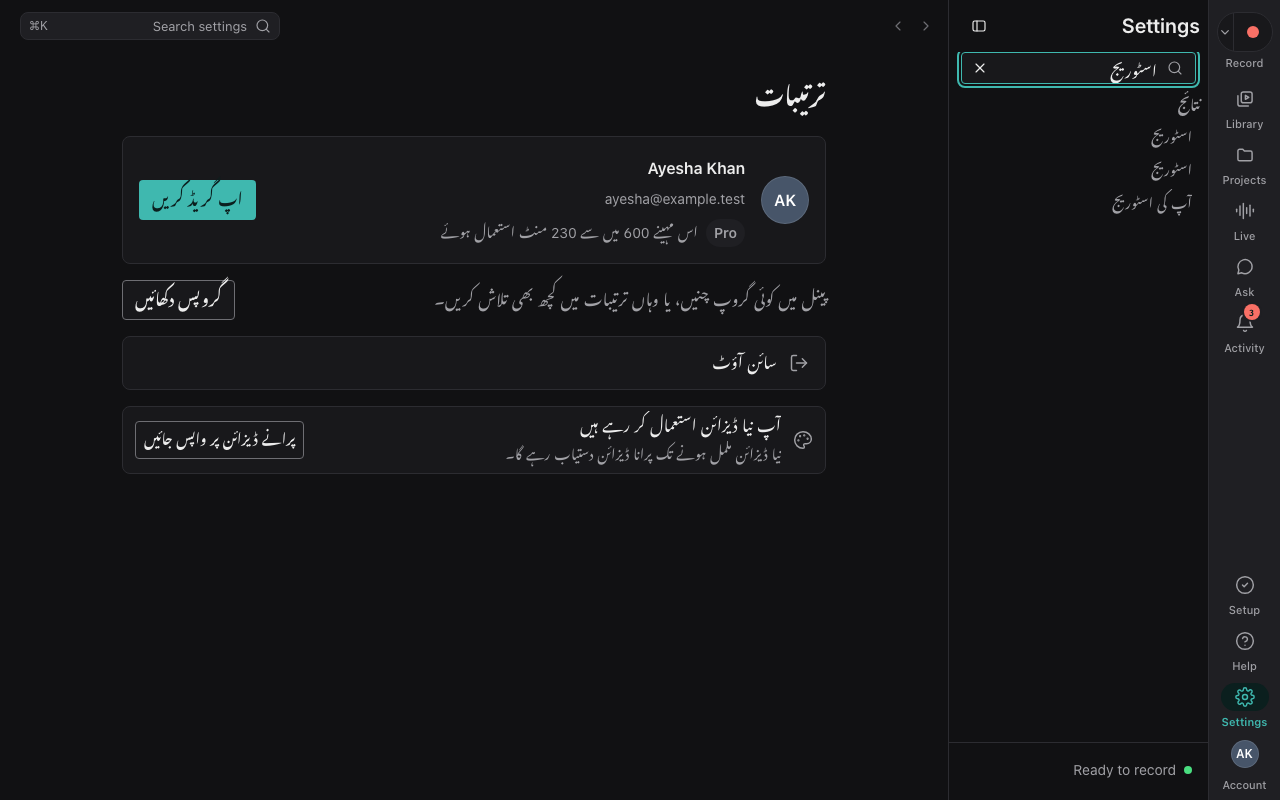 Settings
اسٹوریج
نتائج
اسٹوریج
اسٹوریج
آپ کی اسٹوریج
Ready to record
Record
Library
Projects
Live
Ask
3
Activity
Setup
Help
Settings
AK
Account
Search settings ⌘K
ترتیبات
AK
Ayesha Khan
ayesha@example.test
Pro اس مہینے 600 میں سے 230 منٹ استعمال ہوئے
اپ گریڈ کریں
پینل میں کوئی گروپ چنیں، یا وہاں ترتیبات میں کچھ بھی تلاش کریں۔
گروپس دکھائیں
سائن آؤٹ
آپ نیا ڈیزائن استعمال کر رہے ہیں
نیا ڈیزائن مکمل ہونے تک پرانا ڈیزائن دستیاب رہے گا۔
پرانے ڈیزائن پر واپس جائیں